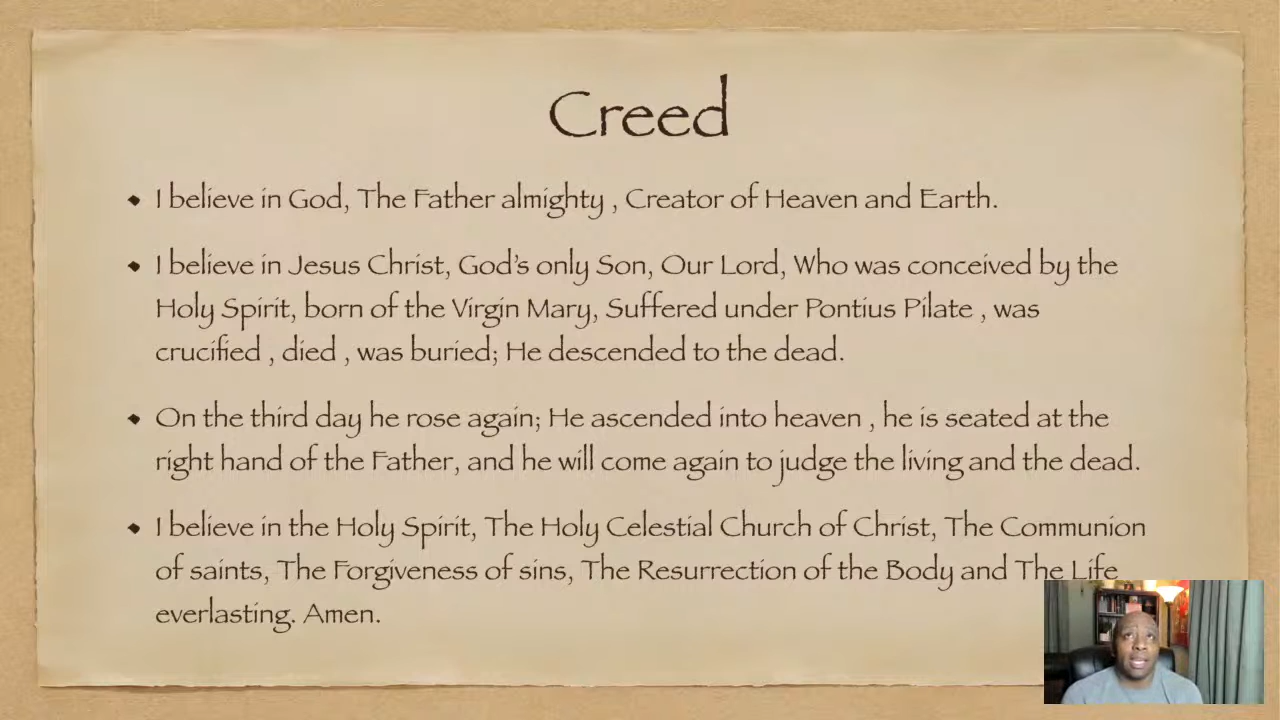 Creed
I believe in God, The Father almighty , Creator of Heaven and Earth.
I believe in Jesus Christ, God’s only Son, Our Lord, Who was conceived by the
Holy Spirit, born of the Virgin Mary, Suffered under Pontius Pilate , was
crucified , died , was buried; He descended to the dead.
On the third day he rose again; He ascended into heaven , he is seated at the
right hand of the Father, and he will come again to judge the living and the dead.
I believe in the Holy Spirit, The Holy Celestial Church of Christ, The Communion
of saints, The Forgiveness of sins, The Resurrection of the Body and The Life
everlasting. Amen.